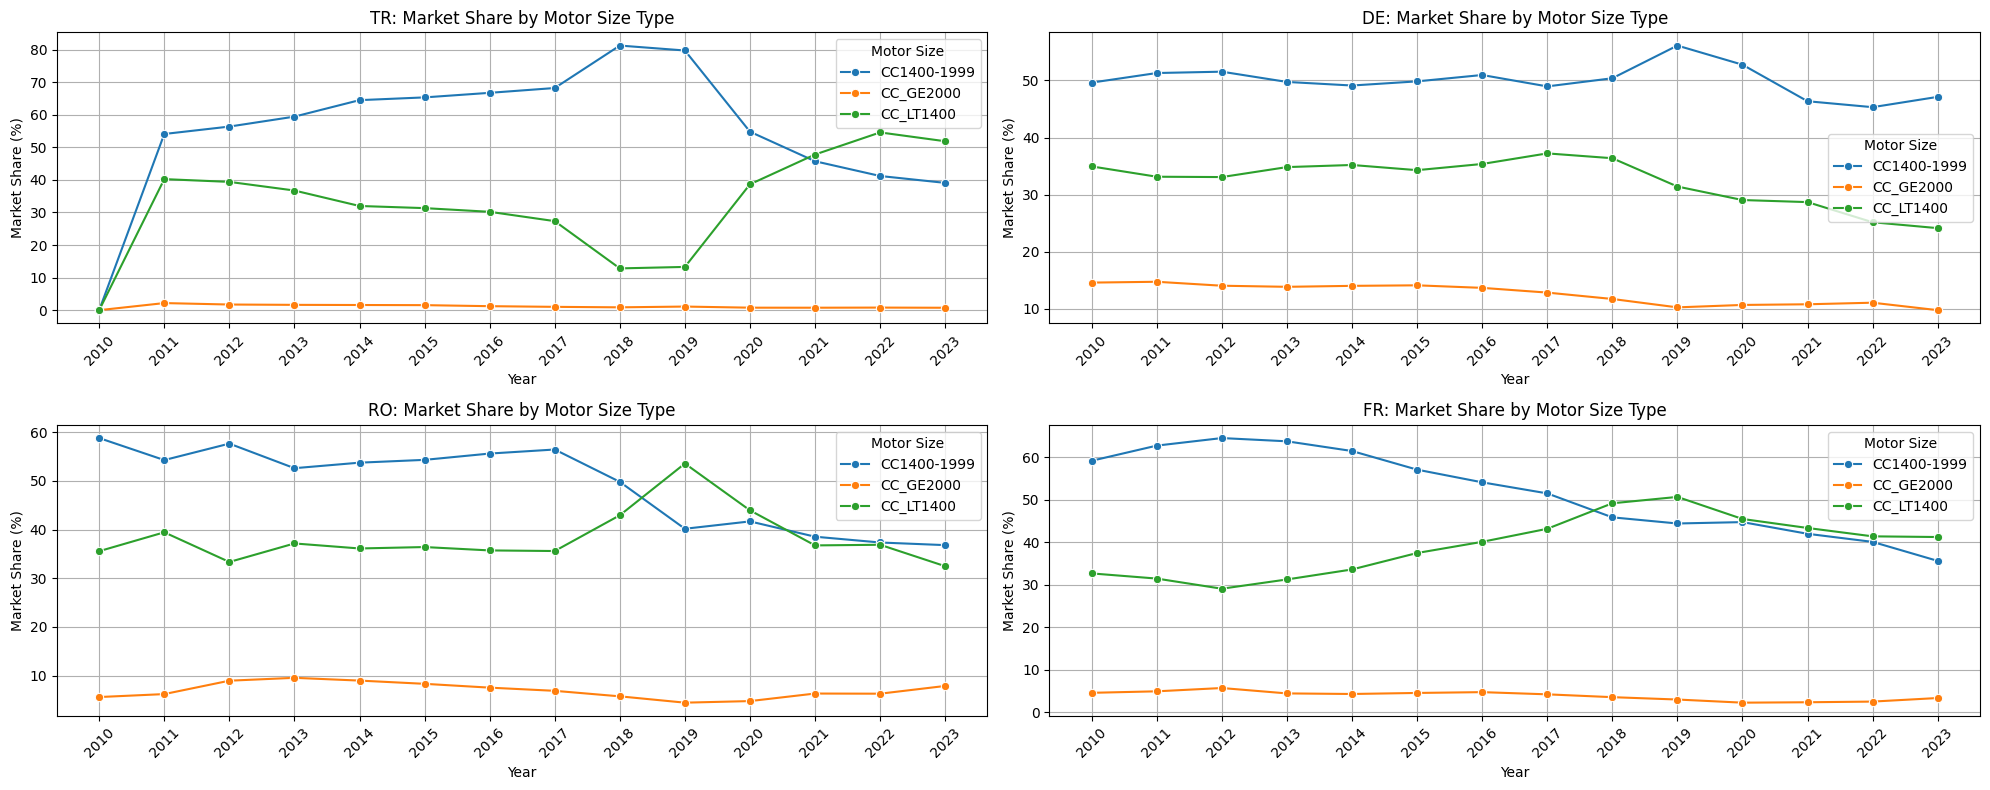 TR: Market Share by Motor Size Type
Market Share (%)
80
70
60
50
40
30
20
10
0
Motor Size
CC1400-1999
CC_GE2000
CC_LT1400
2010 2011 2012 2013 2014 2015 2016 2017 2018 2019 2020 2021 2022 2023
Year
DE: Market Share by Motor Size Type
Market Share (%)
50
40
30
20
10
Motor Size
CC1400-1999
CC_GE2000
CC_LT1400
2010 2011 2012 2013 2014 2015 2016 2017 2018 2019 2020 2021 2022 2023
Year
RO: Market Share by Motor Size Type
Market Share (%)
60
50
40
30
20
10
Motor Size
CC1400-1999
CC_GE2000
CC_LT1400
2010 2011 2012 2013 2014 2015 2016 2017 2018 2019 2020 2021 2022 2023
Year
FR: Market Share by Motor Size Type
Market Share (%)
60
50
40
30
20
10
0
Motor Size
CC1400-1999
CC_GE2000
CC_LT1400
2010 2011 2012 2013 2014 2015 2016 2017 2018 2019 2020 2021 2022 2023
Year